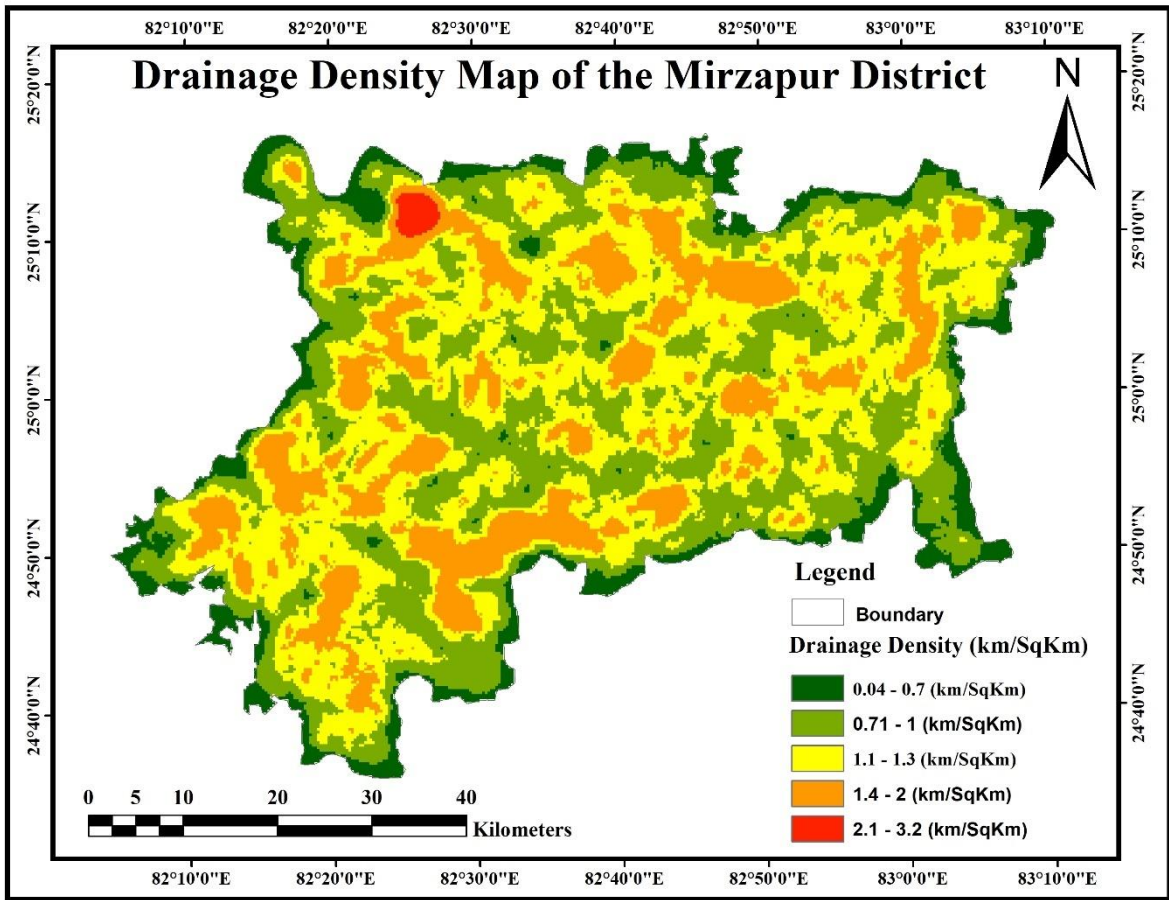 82°10'0"E 82°20'0"E 82°30'0"E 82°40'0"E 82°50'0"E 83°0'0"E 83°10'0"E
Drainage Density Map of the Mirzapur District
N
25°20'0"N
25°10'0"N
25°0'0"N
24°50'0"N
24°40'0"N
25°20'0"N
25°10'0"N
25°0'0"N
24°50'0"N
24°40'0"N
Legend
Boundary
Drainage Density (km/SqKm)
0.04 - 0.7 (km/SqKm)
0.71 - 1 (km/SqKm)
1.1 - 1.3 (km/SqKm)
1.4 - 2 (km/SqKm)
2.1 - 3.2 (km/SqKm)
0 5 10 20 30 40
Kilometers
82°10'0"E 82°20'0"E 82°30'0"E 82°40'0"E 82°50'0"E 83°0'0"E 83°10'0"E